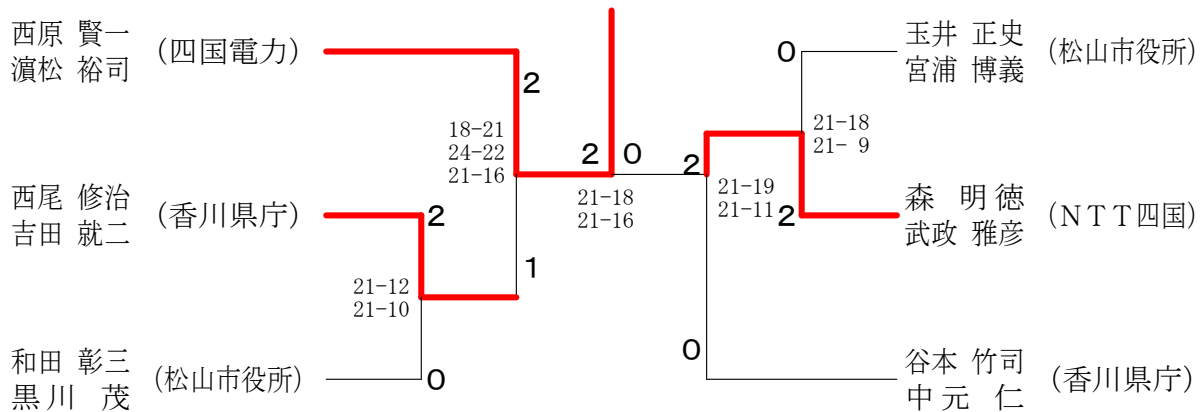 西原 賢一
濵松 裕司
(四国電力)
2
18-21
24-22
21-16
西尾 修治
吉田 就二
(香川県庁)
2
21-12
21-10
1
和田 彰三
黒川 茂
(松山市役所)
0
2 0
21-18
21-16
0
玉井 正史
宮浦 博義
(松山市役所)
21-18
21- 9
2
21-19
21-11
2
森 明徳
武政 雅彦
(NTT四国)
0
谷本 竹司
中元 仁
(香川県庁)